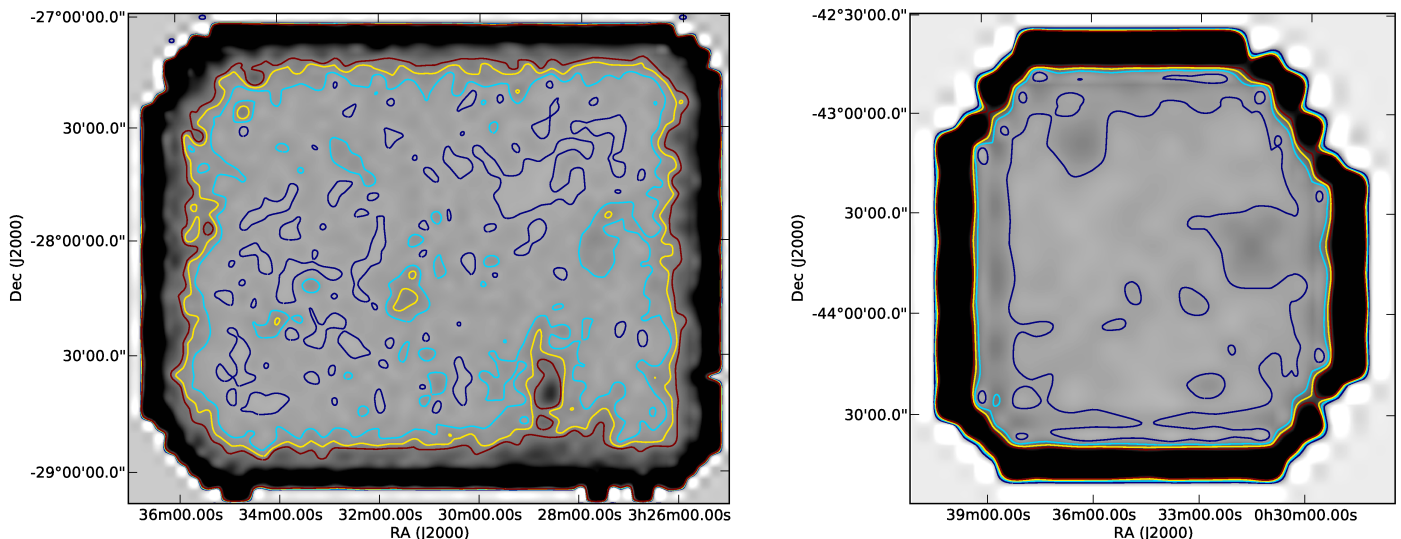 -27°00'00.0"
30'00.0"
-28°00'00.0"
30'00.0"
-29°00'00.0"
Dec (J2000)
36m00.00s 34m00.00s 32m00.00s 30m00.00s 28m00.00s 3h26m00.00s
RA (J2000)
-42°30'00.0"
-43°00'00.0"
30'00.0"
-44°00'00.0"
30'00.0"
Dec (J2000)
39m00.00s 36m00.00s 33m00.00s 0h30m00.00s
RA (J2000)